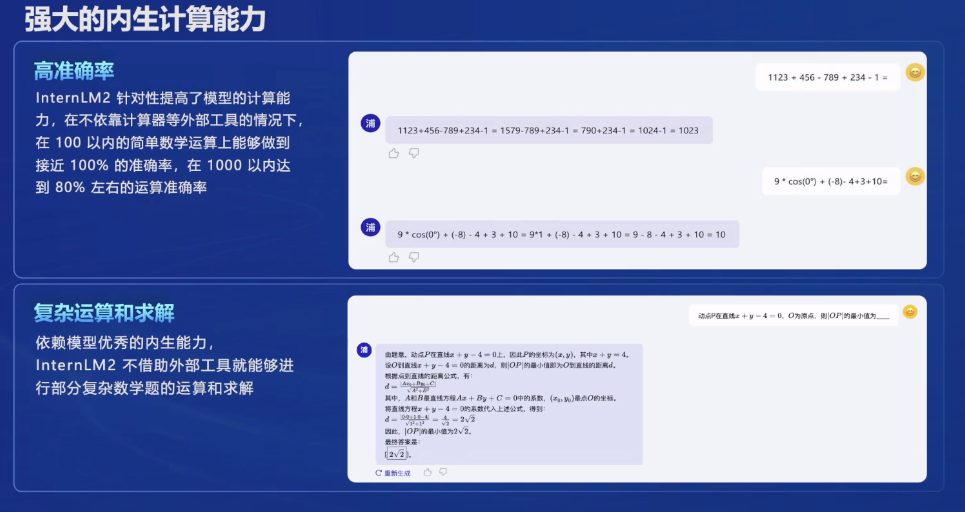 强大的内生计算能力
高准确率
InternLM2 针对性提高了模型的计算能
力，在不依靠计算器等外部工具的情况下，
在 100 以内的简单数学运算上能够做到
接近 100% 的准确率，在 1000 以内达
到 80% 左右的运算准确率
1123 + 456 - 789 + 234 - 1 =
浦
1123+456-789+234-1 = 1579-789+234-1 = 790+234-1 = 1024-1 = 1023
9 * cos(0°) + (-8)- 4+3+10=
浦
9 * cos(0°) + (-8) - 4 + 3 + 10 = 9*1 + (-8) - 4 + 3 + 10 = 9 - 8 - 4 + 3 + 10 = 10
复杂运算和求解
依赖模型优秀的内生能力，
InternLM2 不借助外部工具就能够进
行部分复杂数学题的运算和求解
动点P在直线x + y − 4 = 0，O为原点，则|OP|的最小值为____
浦
由题意，动点P在直线x + y − 4 = 0上，因此P的坐标为(x, y)，其中x + y = 4。
设O到直线x + y − 4 = 0的距离为d，则|OP|的最小值即为O到直线的距离d。
根据点到直线的距离公式，有：
d = |Ax₀+By₀+C|/√(A²+B²)
其中，A和B是直线方程Ax + By + C = 0中的系数，(x₀, y₀)是点O的坐标。
将直线方程x + y − 4 = 0的系数代入上述公式，得到：
d = |1·0+1·0−4|/√(1²+1²) = 4/√2 = 2√2
因此，|OP|的最小值为2√2。
最终答案是：
[2√2]。
重新生成